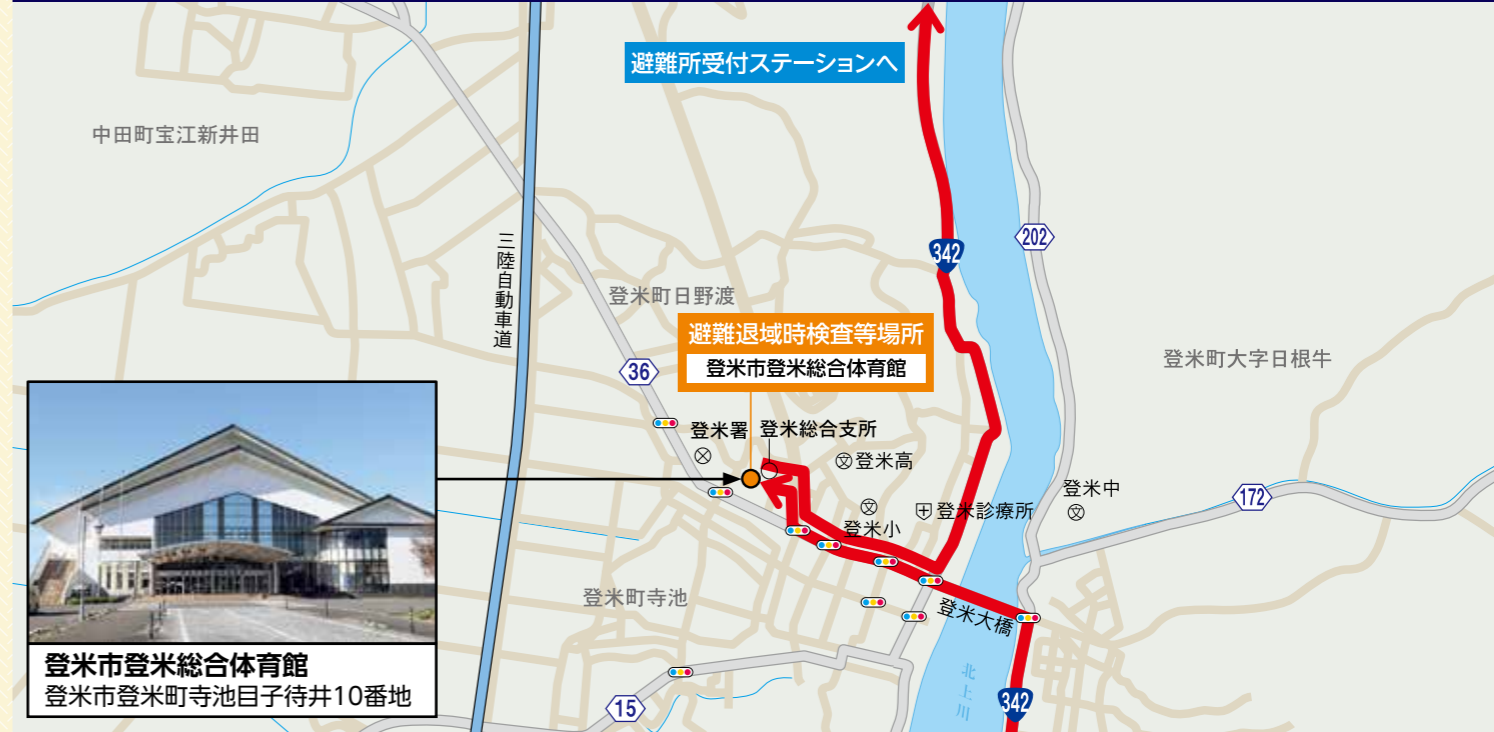 避難所受付ステーションへ
中田町宝江新井田
202
342
三陸自動車道
登米町日野渡
避難退域時検査等場所
登米市登米総合体育館
登米町大字日根牛
36
登米署
登米総合支所
登米高
登米中
172
登米診療所
登米小
登米町寺池
登米大橋
北上川
342
15
登米市登米総合体育館
登米市登米町寺池目子待井10番地